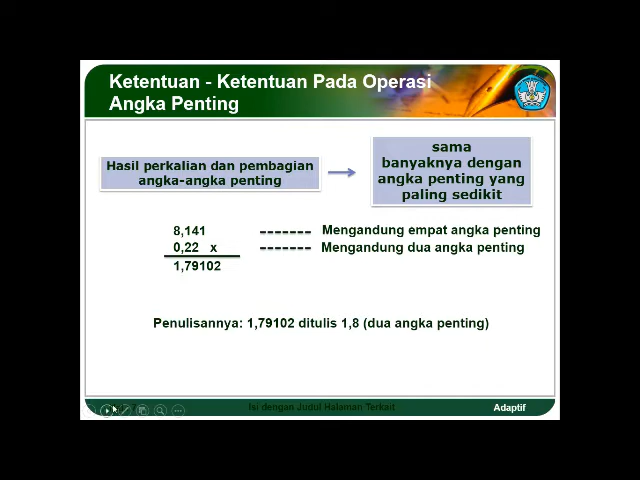 Ketentuan - Ketentuan Pada Operasi
Angka Penting
Hasil perkalian dan pembagian
angka-angka penting
sama
banyaknya dengan
angka penting yang
paling sedikit
8,141 ------- Mengandung empat angka penting
0,22 x ------- Mengandung dua angka penting
1,79102
Penulisannya: 1,79102 ditulis 1,8 (dua angka penting)
Isi dengan Judul Halaman Terkait
Adaptif